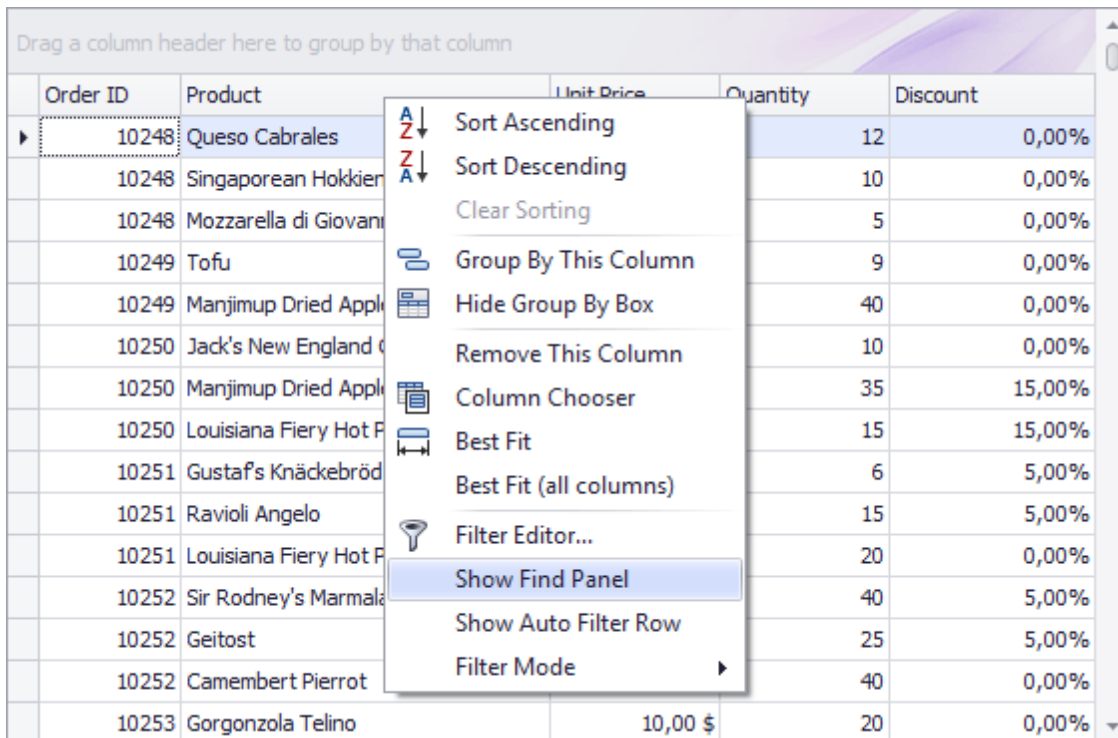 Drag a column header here to group by that column
Order ID Product Unit Price Quantity Discount
10248 Queso Cabrales 12 0,00%
10248 Singaporean Hokkien 10 0,00%
10248 Mozzarella di 5 0,00%
10249 Tofu 9 0,00%
10249 Manjimup Dried 40 0,00%
10250 Jack's New England 10 0,00%
10250 Manjimup Dried 35 15,00%
10250 Louisiana Fiery Hot 15 15,00%
10251 Gustaf's Knäckebröd 6 5,00%
10251 Ravioli Angelo 15 5,00%
10251 Louisiana Fiery Hot 20 0,00%
10252 Sir Rodney's 40 5,00%
10252 Geitost 25 5,00%
10252 Camembert Pierrot 40 0,00%
10253 Gorgonzola Telino 10,00 $ 20 0,00%
Sort Ascending
Sort Descending
Clear Sorting
Group By This Column
Hide Group By Box
Remove This Column
Column Chooser
Best Fit
Best Fit (all columns)
Filter Editor...
Show Find Panel
Show Auto Filter Row
Filter Mode